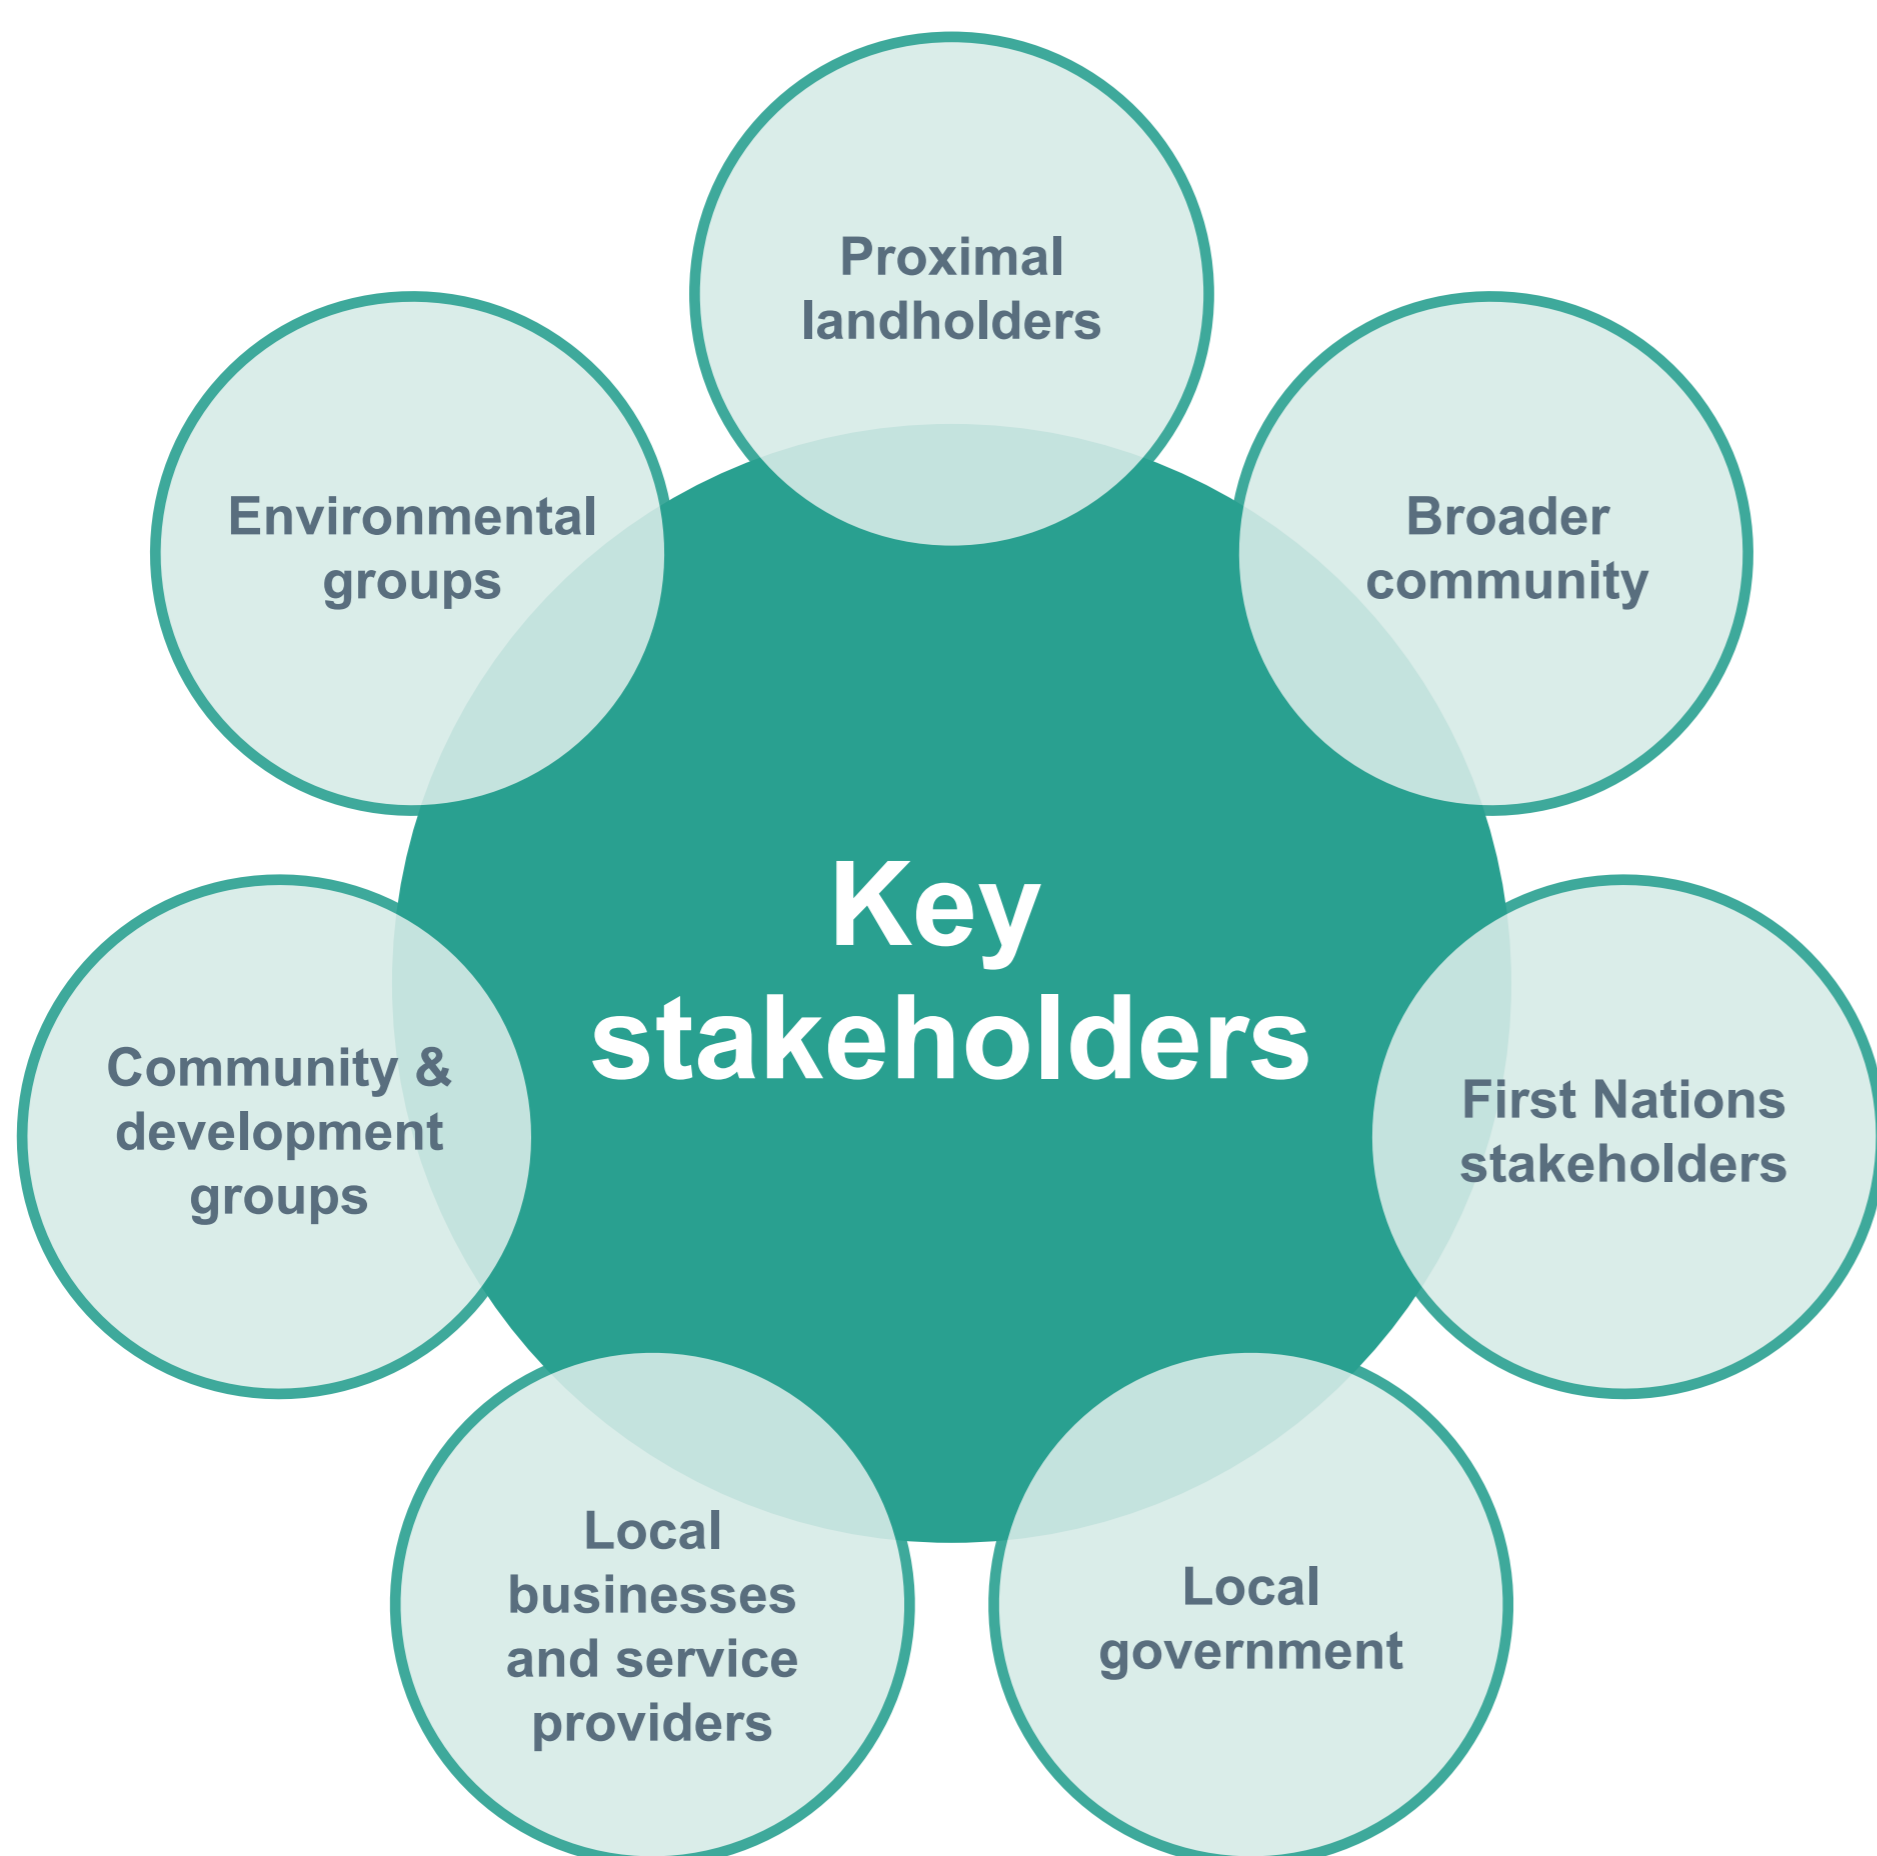 Proximal
landholders
Environmental
groups
Broader
community
Key
stakeholders
Community &
development
groups
First Nations
stakeholders
Local
businesses
and service
providers
Local
government